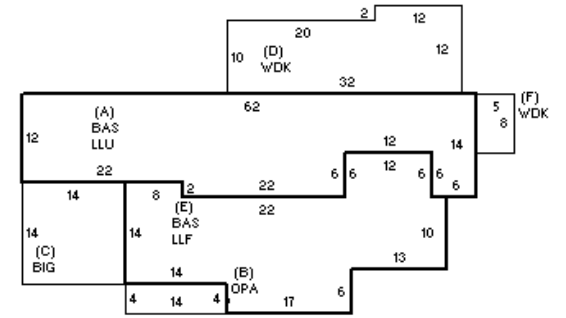 2 12
20
10 (D) 12
WDK
32
62 5 (F)
(A) 8 WDK
BAS
12 LLU 12 14
22 12
14 8 2 22 6 6 6 6 6
22
(E)
BAS
14 14 LLF 10
(C)
BIG 13
14 (B)
OPA
4 14 4 17 6